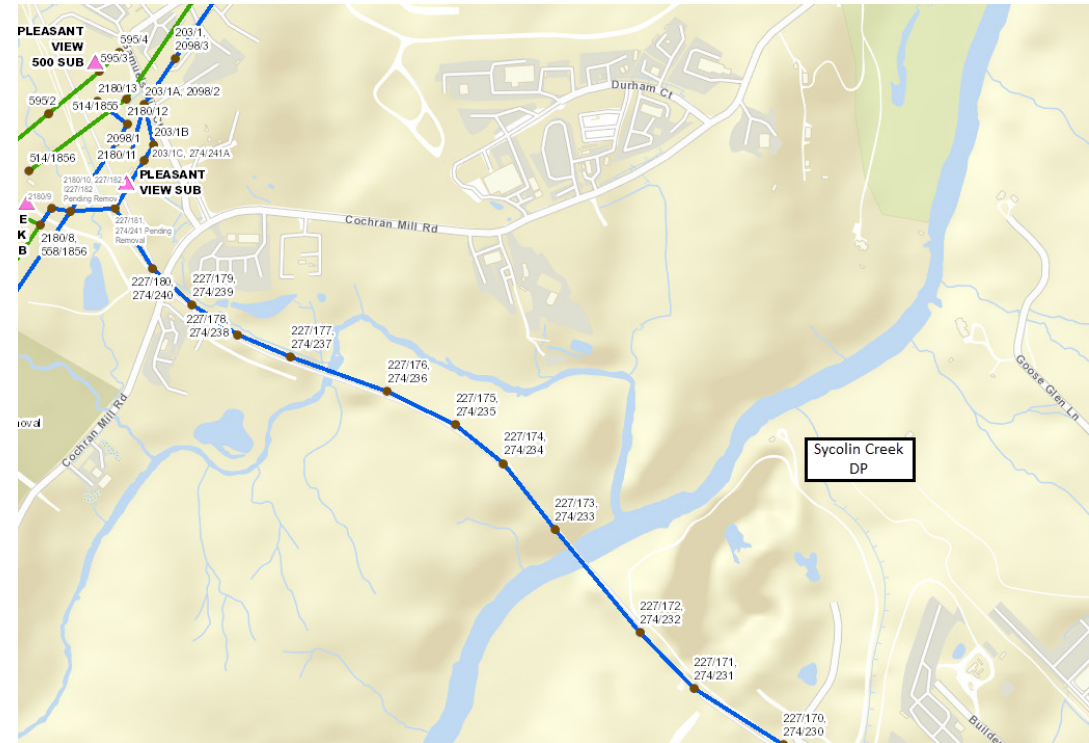 PLEASANT
VIEW
500 SUB
595/4
595/3
595/2
203/1,
2098/3
2180/13
203/1A, 2098/2
514/1855
2180/12
2098/1
203/1B
2180/11
203/1C, 274/241A
514/1856
2180/10, 227/182,
Pending Remov
PLEASANT
VIEW SUB
2180/9
E
K
B
2180/8,
558/1856
227/181,
274/241 Pending
Removal
Durham Ct
Cochran Mill Rd
227/180,
274/240
227/179,
274/239
227/178,
274/238
227/177,
274/237
227/176,
274/236
227/175,
274/235
227/174,
274/234
227/173,
274/233
227/172,
274/232
227/171,
274/231
227/170,
274/230
Cochran Mill Rd
oval
Goose Glen Ln
Sycolin Creek
DP
Builde